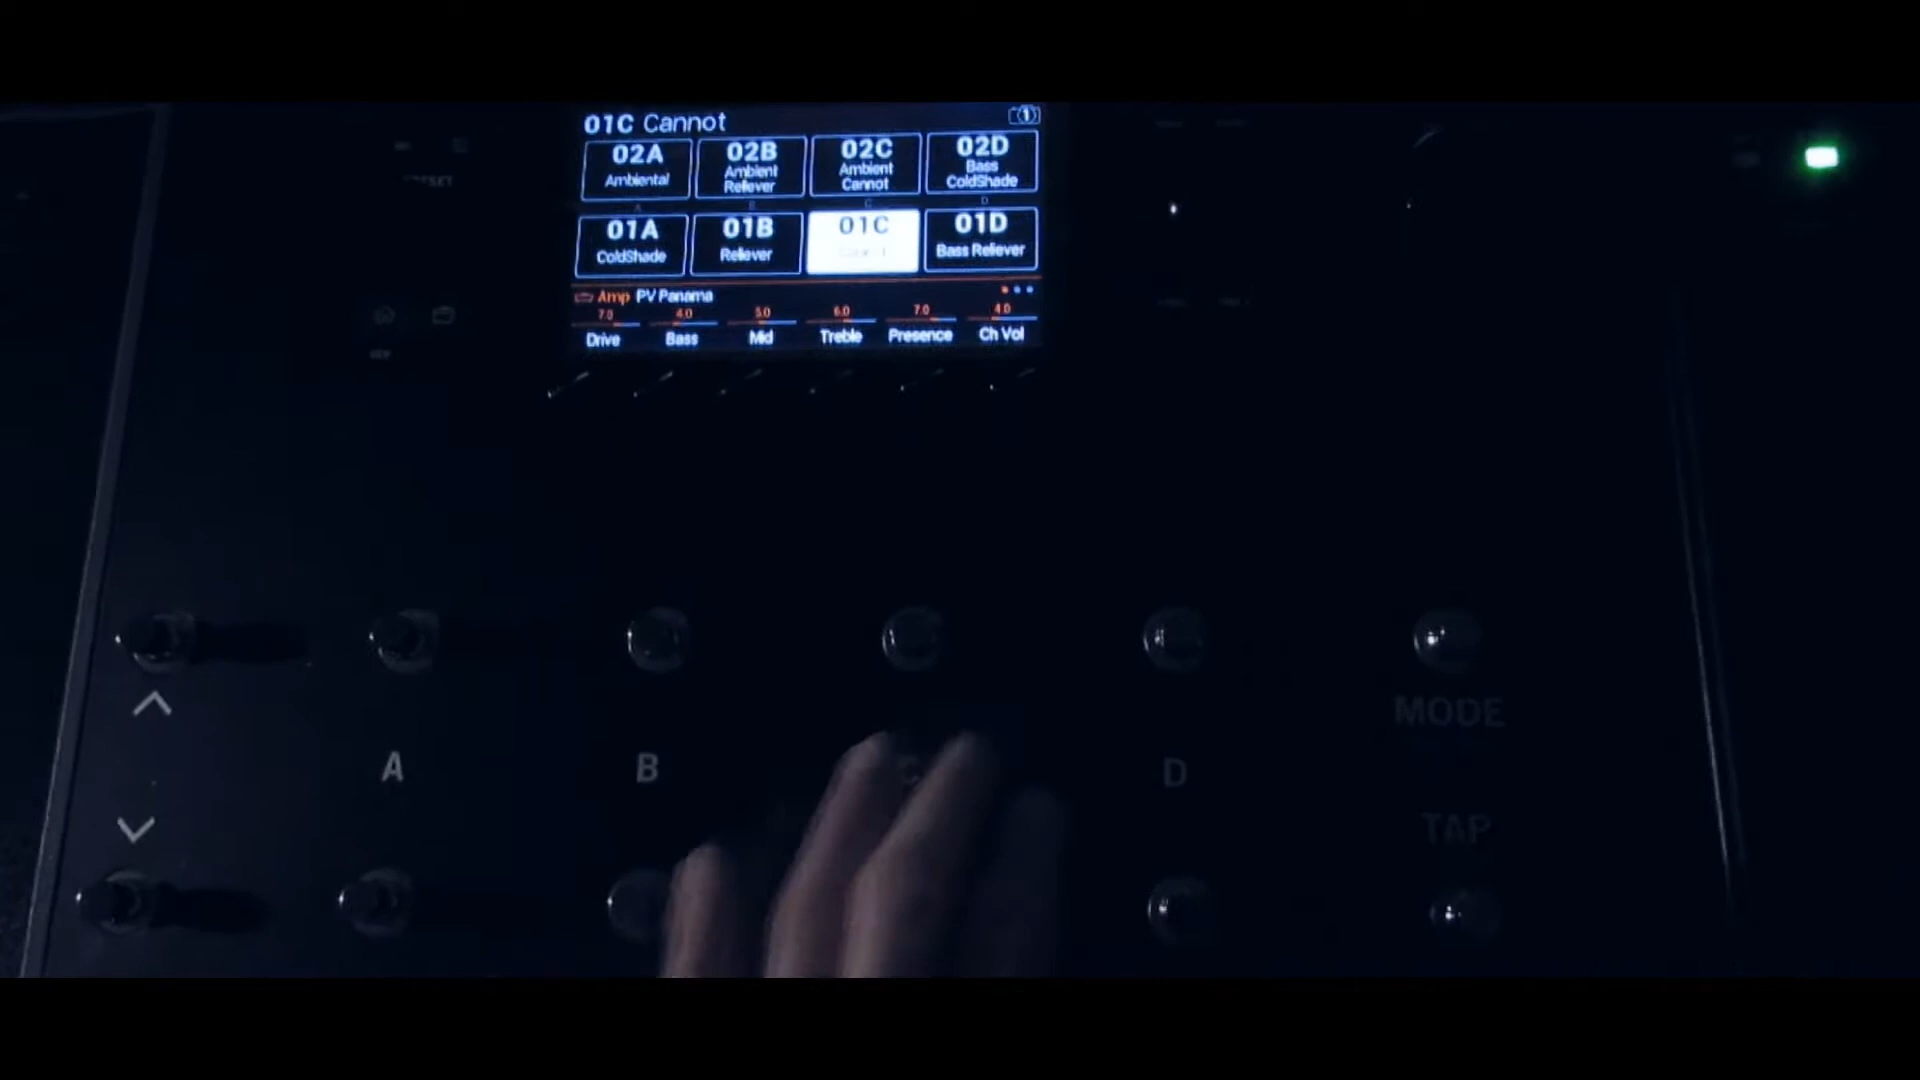 01C Cannot
1
02A
Ambiental
02B
Ambient
Reliever
02C
Ambient
Cannot
02D
Bass
ColdShade
A
B
C
D
01A
ColdShade
01B
Reliever
01C
01D
Bass Reliever
Amp PV Panama
7.0 4.0 5.0 6.0 7.0 4.0
Drive Bass Mid Treble Presence Ch Vol
MODE
A B C D
TAP